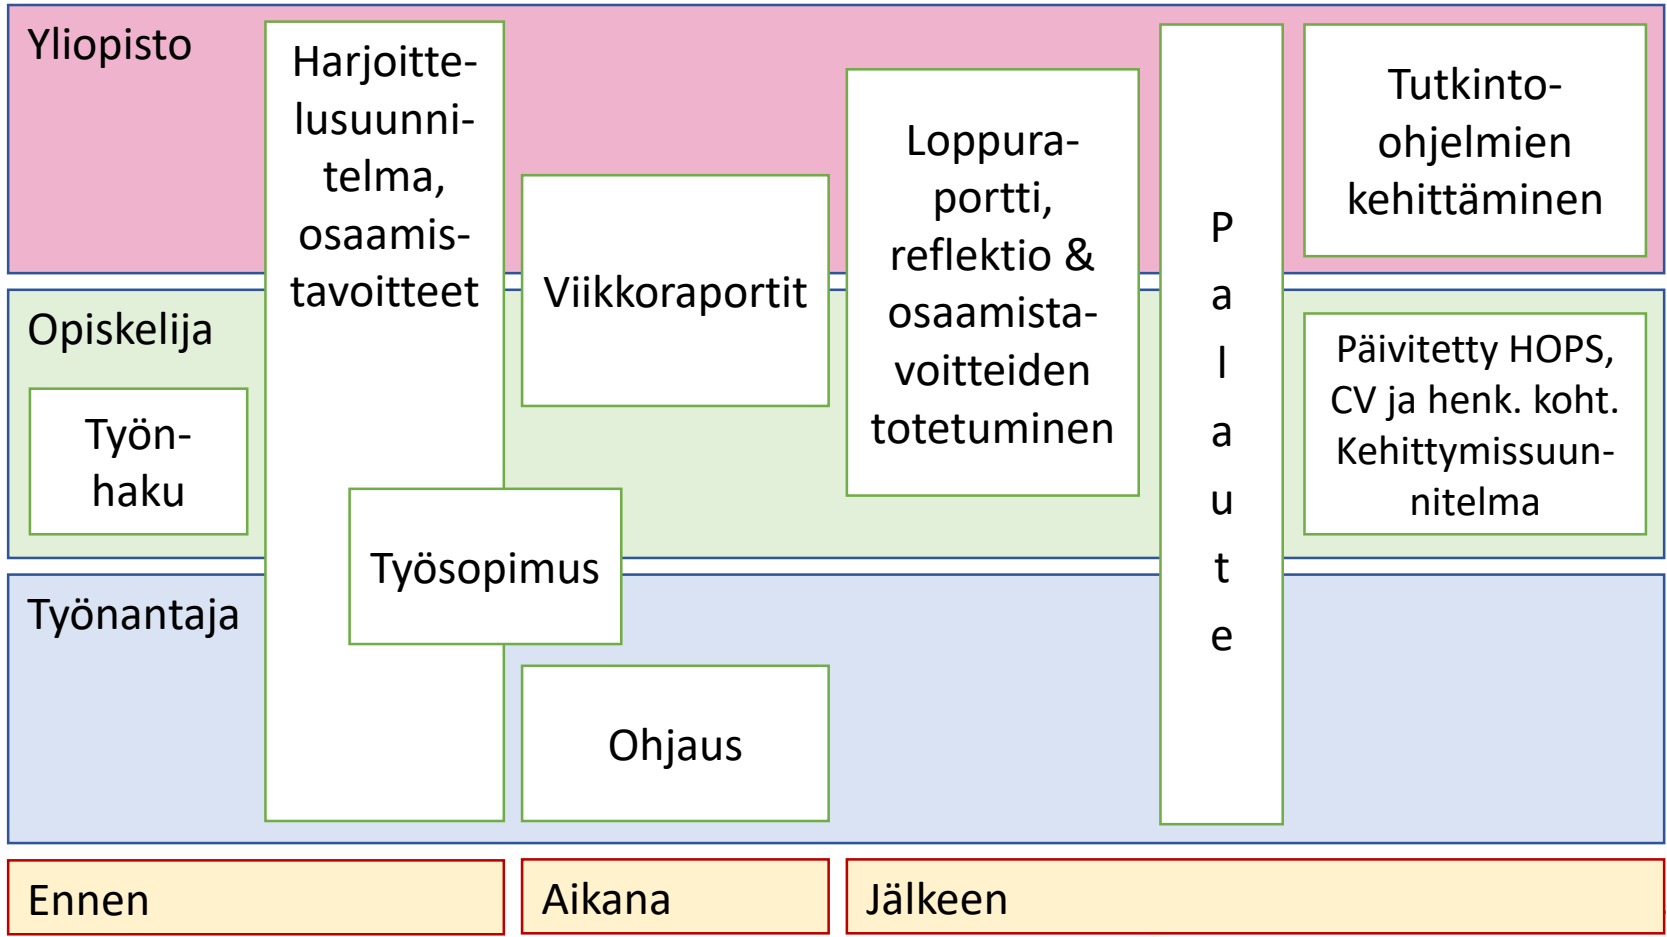 Yliopisto
Harjoitte-
lusuunni-
telma,
osaamis-
tavoitteet
Viikkoraportit
Loppura-
portti,
reflektio &
osaamista-
voitteiden
totetuminen
P
a
l
a
u
t
e
Tutkinto-
ohjelmien
kehittäminen
Opiskelija
Työn-
haku
Päivitetty HOPS,
CV ja henk. koht.
Kehittymissuun-
nitelma
Työsopimus
Työnantaja
Ohjaus
Ennen
Aikana
Jälkeen